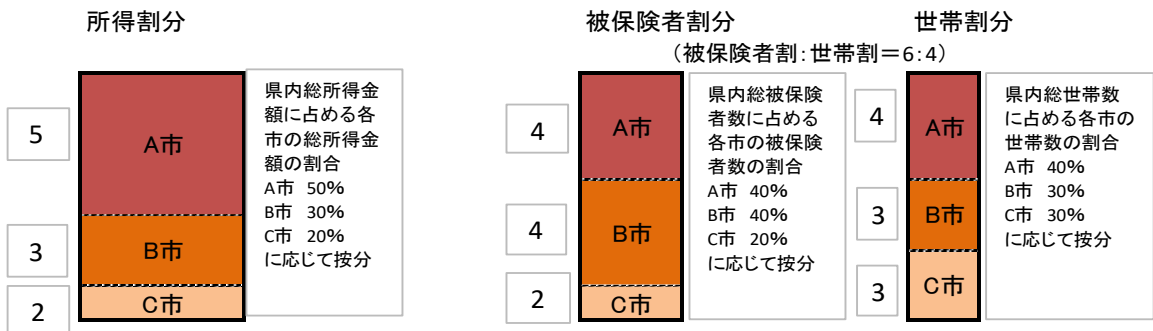 所得割分
5
3
2
A市
B市
C市
県内総所得金
額に占める各
市の総所得金
額の割合
A市 50%
B市 30%
C市 20%
に応じて按分
被保険者割分
世帯割分
（被保険者割：世帯割＝6：4）
4
4
2
A市
B市
C市
県内総被保険
者数に占める
各市の被保険
者数の割合
A市 40%
B市 40%
C市 20%
に応じて按分
4
3
3
A市
B市
C市
県内総世帯数
に占める各市の
世帯数の割合
A市 40%
B市 30%
C市 30%
に応じて按分